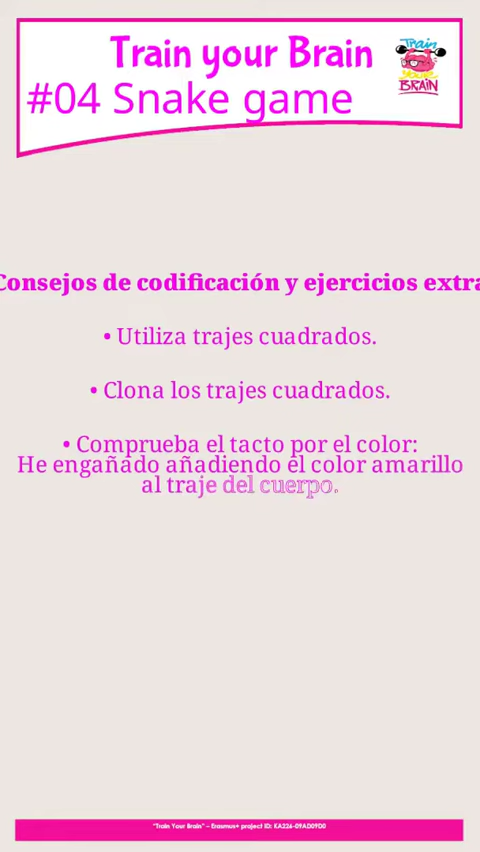 Train your Brain
Train
YOUR
BRAIN
#04 Snake game
Consejos de codificación y ejercicios extra
• Utiliza trajes cuadrados.
• Clona los trajes cuadrados.
• Comprueba el tacto por el color:
He engañado añadiendo el color amarillo
al traje del cuerpo.
"Train Your Brain" – Erasmus+ project ID: KA226-09AD09D0